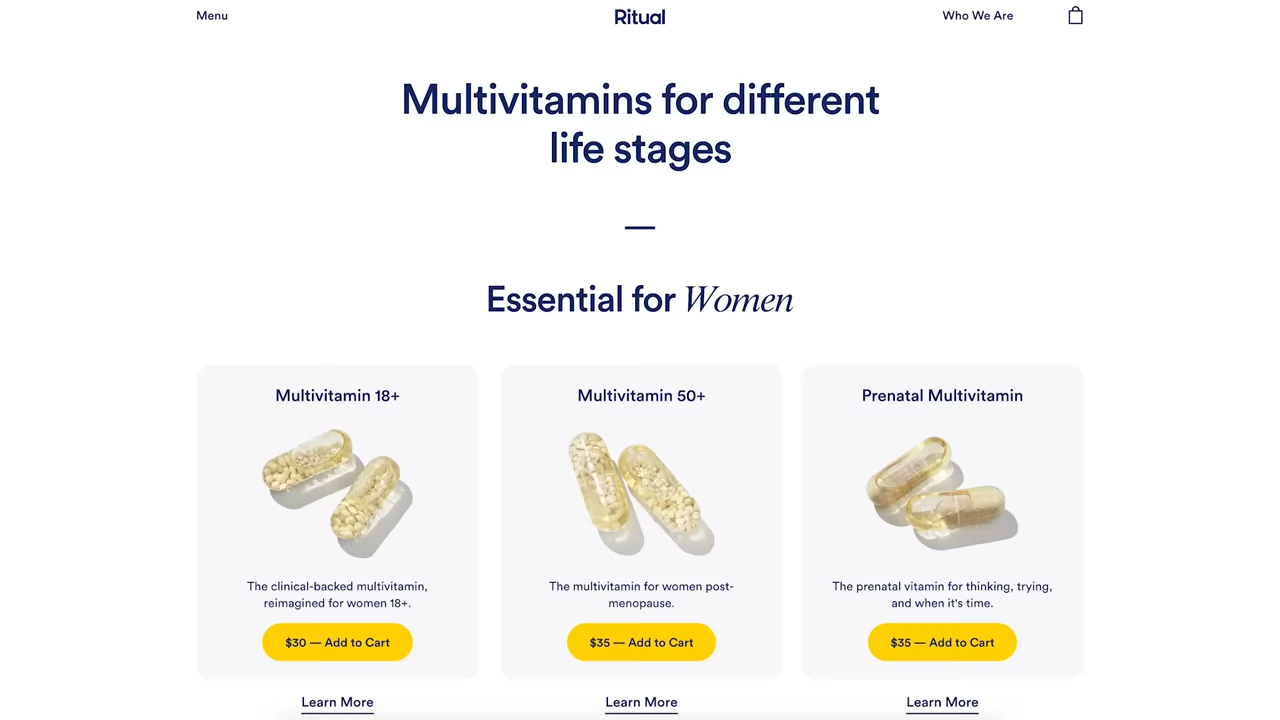 Menu
Ritual
Who We Are
Multivitamins for different
life stages
Essential for Women
Multivitamin 18+
Multivitamin 50+
Prenatal Multivitamin
The clinical-backed multivitamin,
reimagined for women 18+.
The multivitamin for women post-
menopause.
The prenatal vitamin for thinking, trying,
and when it's time.
$30 — Add to Cart
$35 — Add to Cart
$35 — Add to Cart
Learn More
Learn More
Learn More